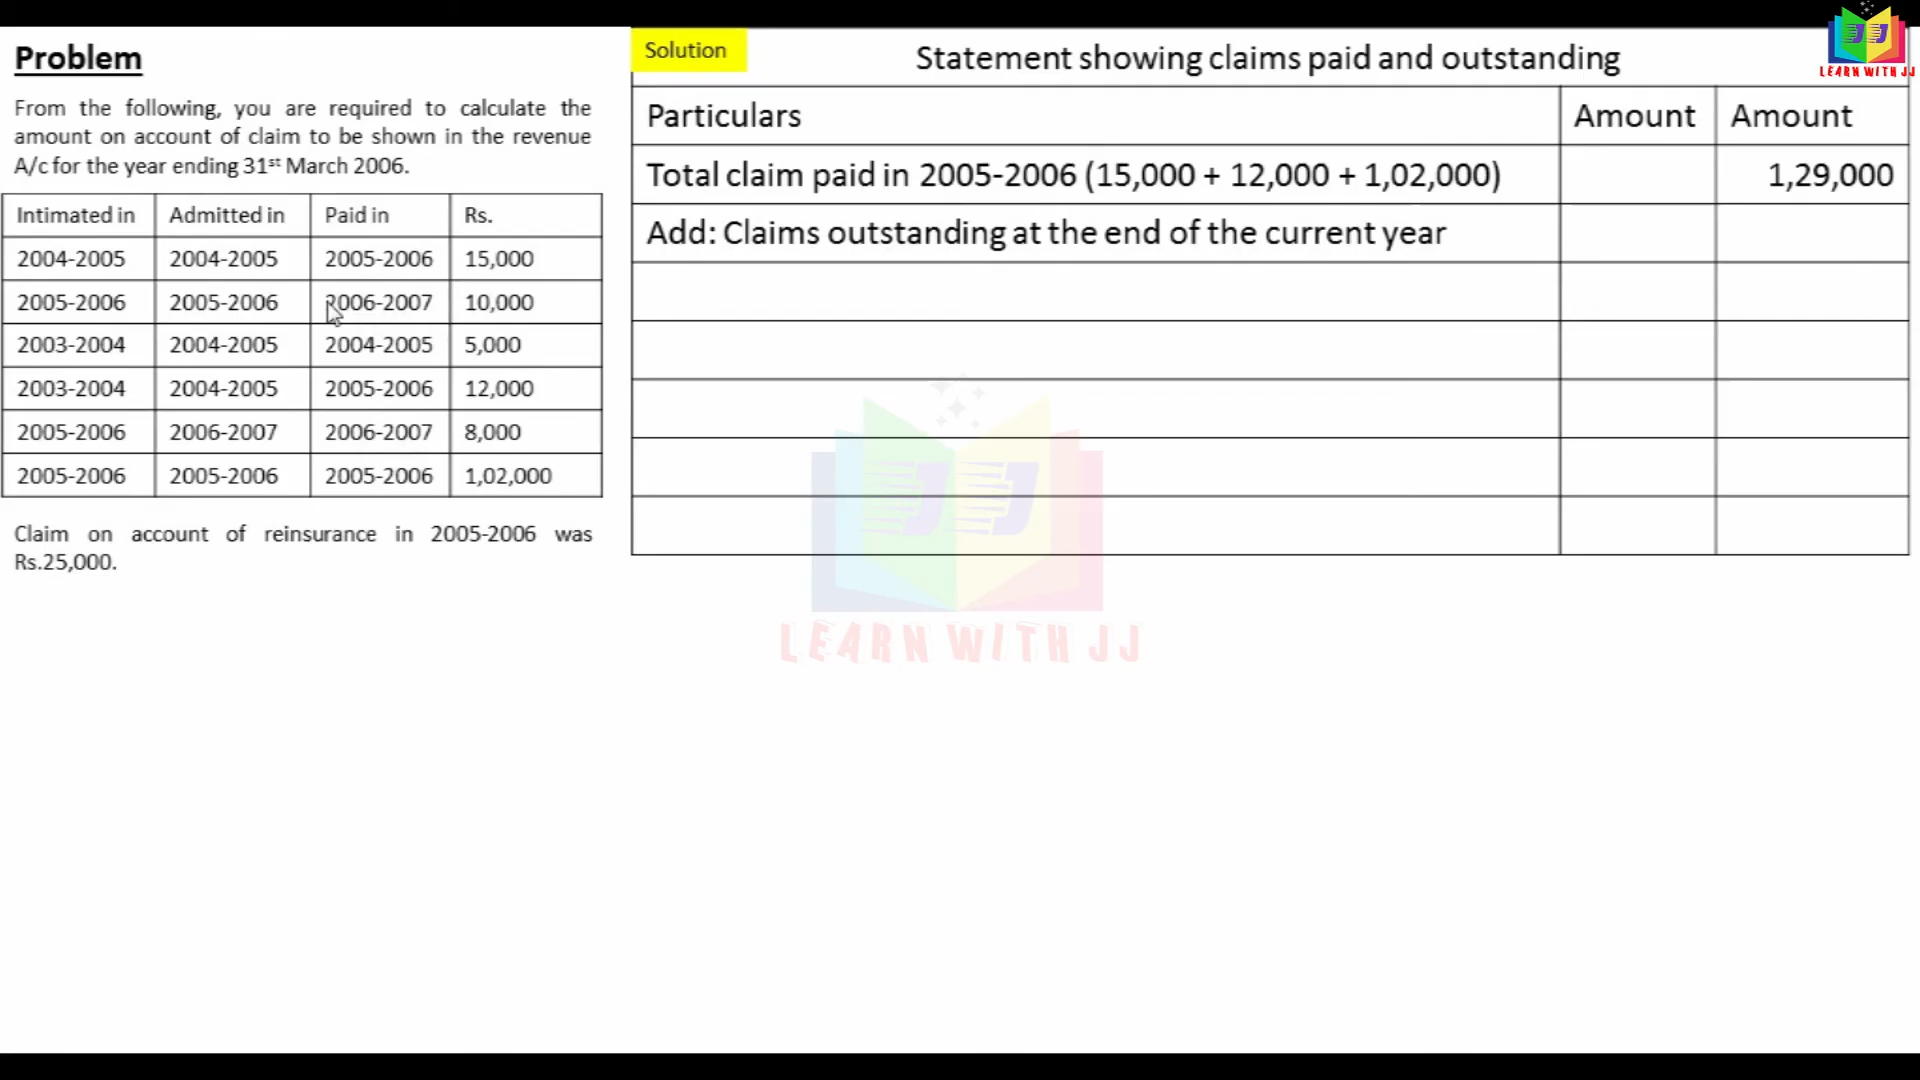 Problem
From the following, you are required to calculate the
amount on account of claim to be shown in the revenue
A/c for the year ending 31st March 2006.
Intimated in Admitted in Paid in Rs.
2004-2005 2004-2005 2005-2006 15,000
2005-2006 2005-2006 2006-2007 10,000
2003-2004 2004-2005 2004-2005 5,000
2003-2004 2004-2005 2005-2006 12,000
2005-2006 2006-2007 2006-2007 8,000
2005-2006 2005-2006 2005-2006 1,02,000
Claim on account of reinsurance in 2005-2006 was
Rs.25,000.
Solution
Statement showing claims paid and outstanding
Particulars Amount Amount
Total claim paid in 2005-2006 (15,000 + 12,000 + 1,02,000) 1,29,000
Add: Claims outstanding at the end of the current year
JJ
LEARN WITH JJ
JJ
LEARN WITH JJ